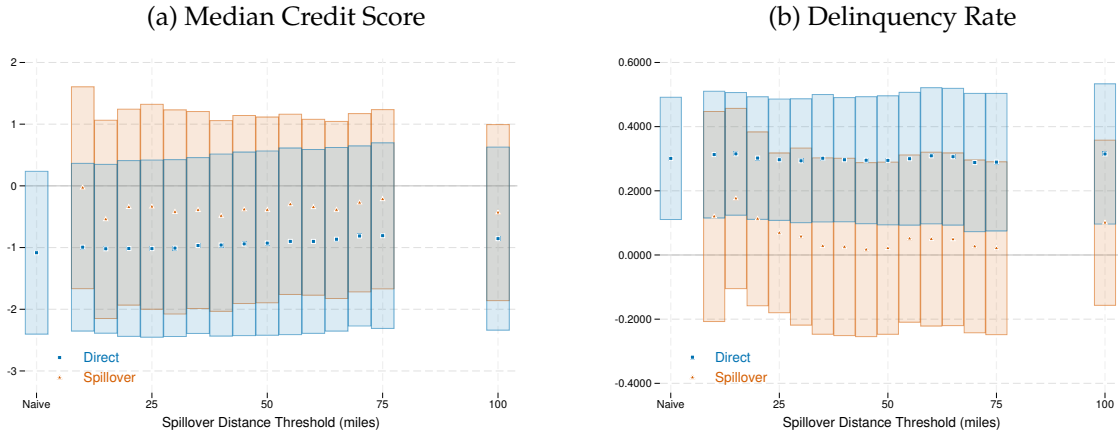 (a) Median Credit Score
2
1
0
-1
-2
-3
Direct
Spillover
Naive 25 50 75 100
Spillover Distance Threshold (miles)
(b) Delinquency Rate
0.6000
0.4000
0.2000
0.0000
-0.2000
-0.4000
Direct
Spillover
Naive 25 50 75 100
Spillover Distance Threshold (miles)